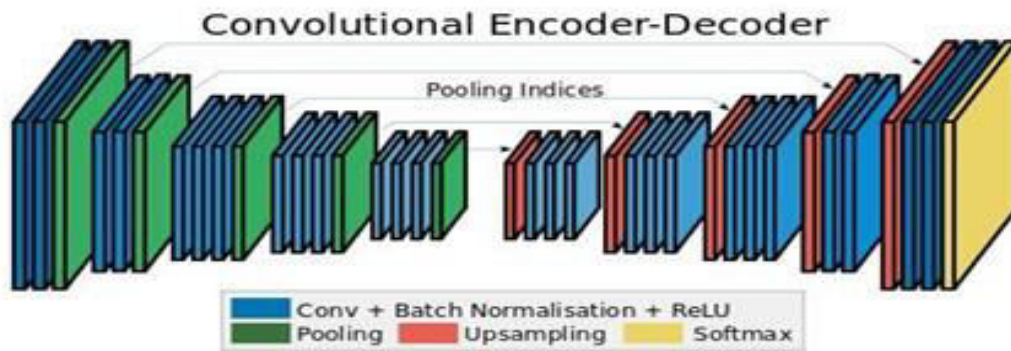 Convolutional Encoder-Decoder
Pooling Indices
Conv + Batch Normalisation + ReLU
Pooling Upsampling Softmax